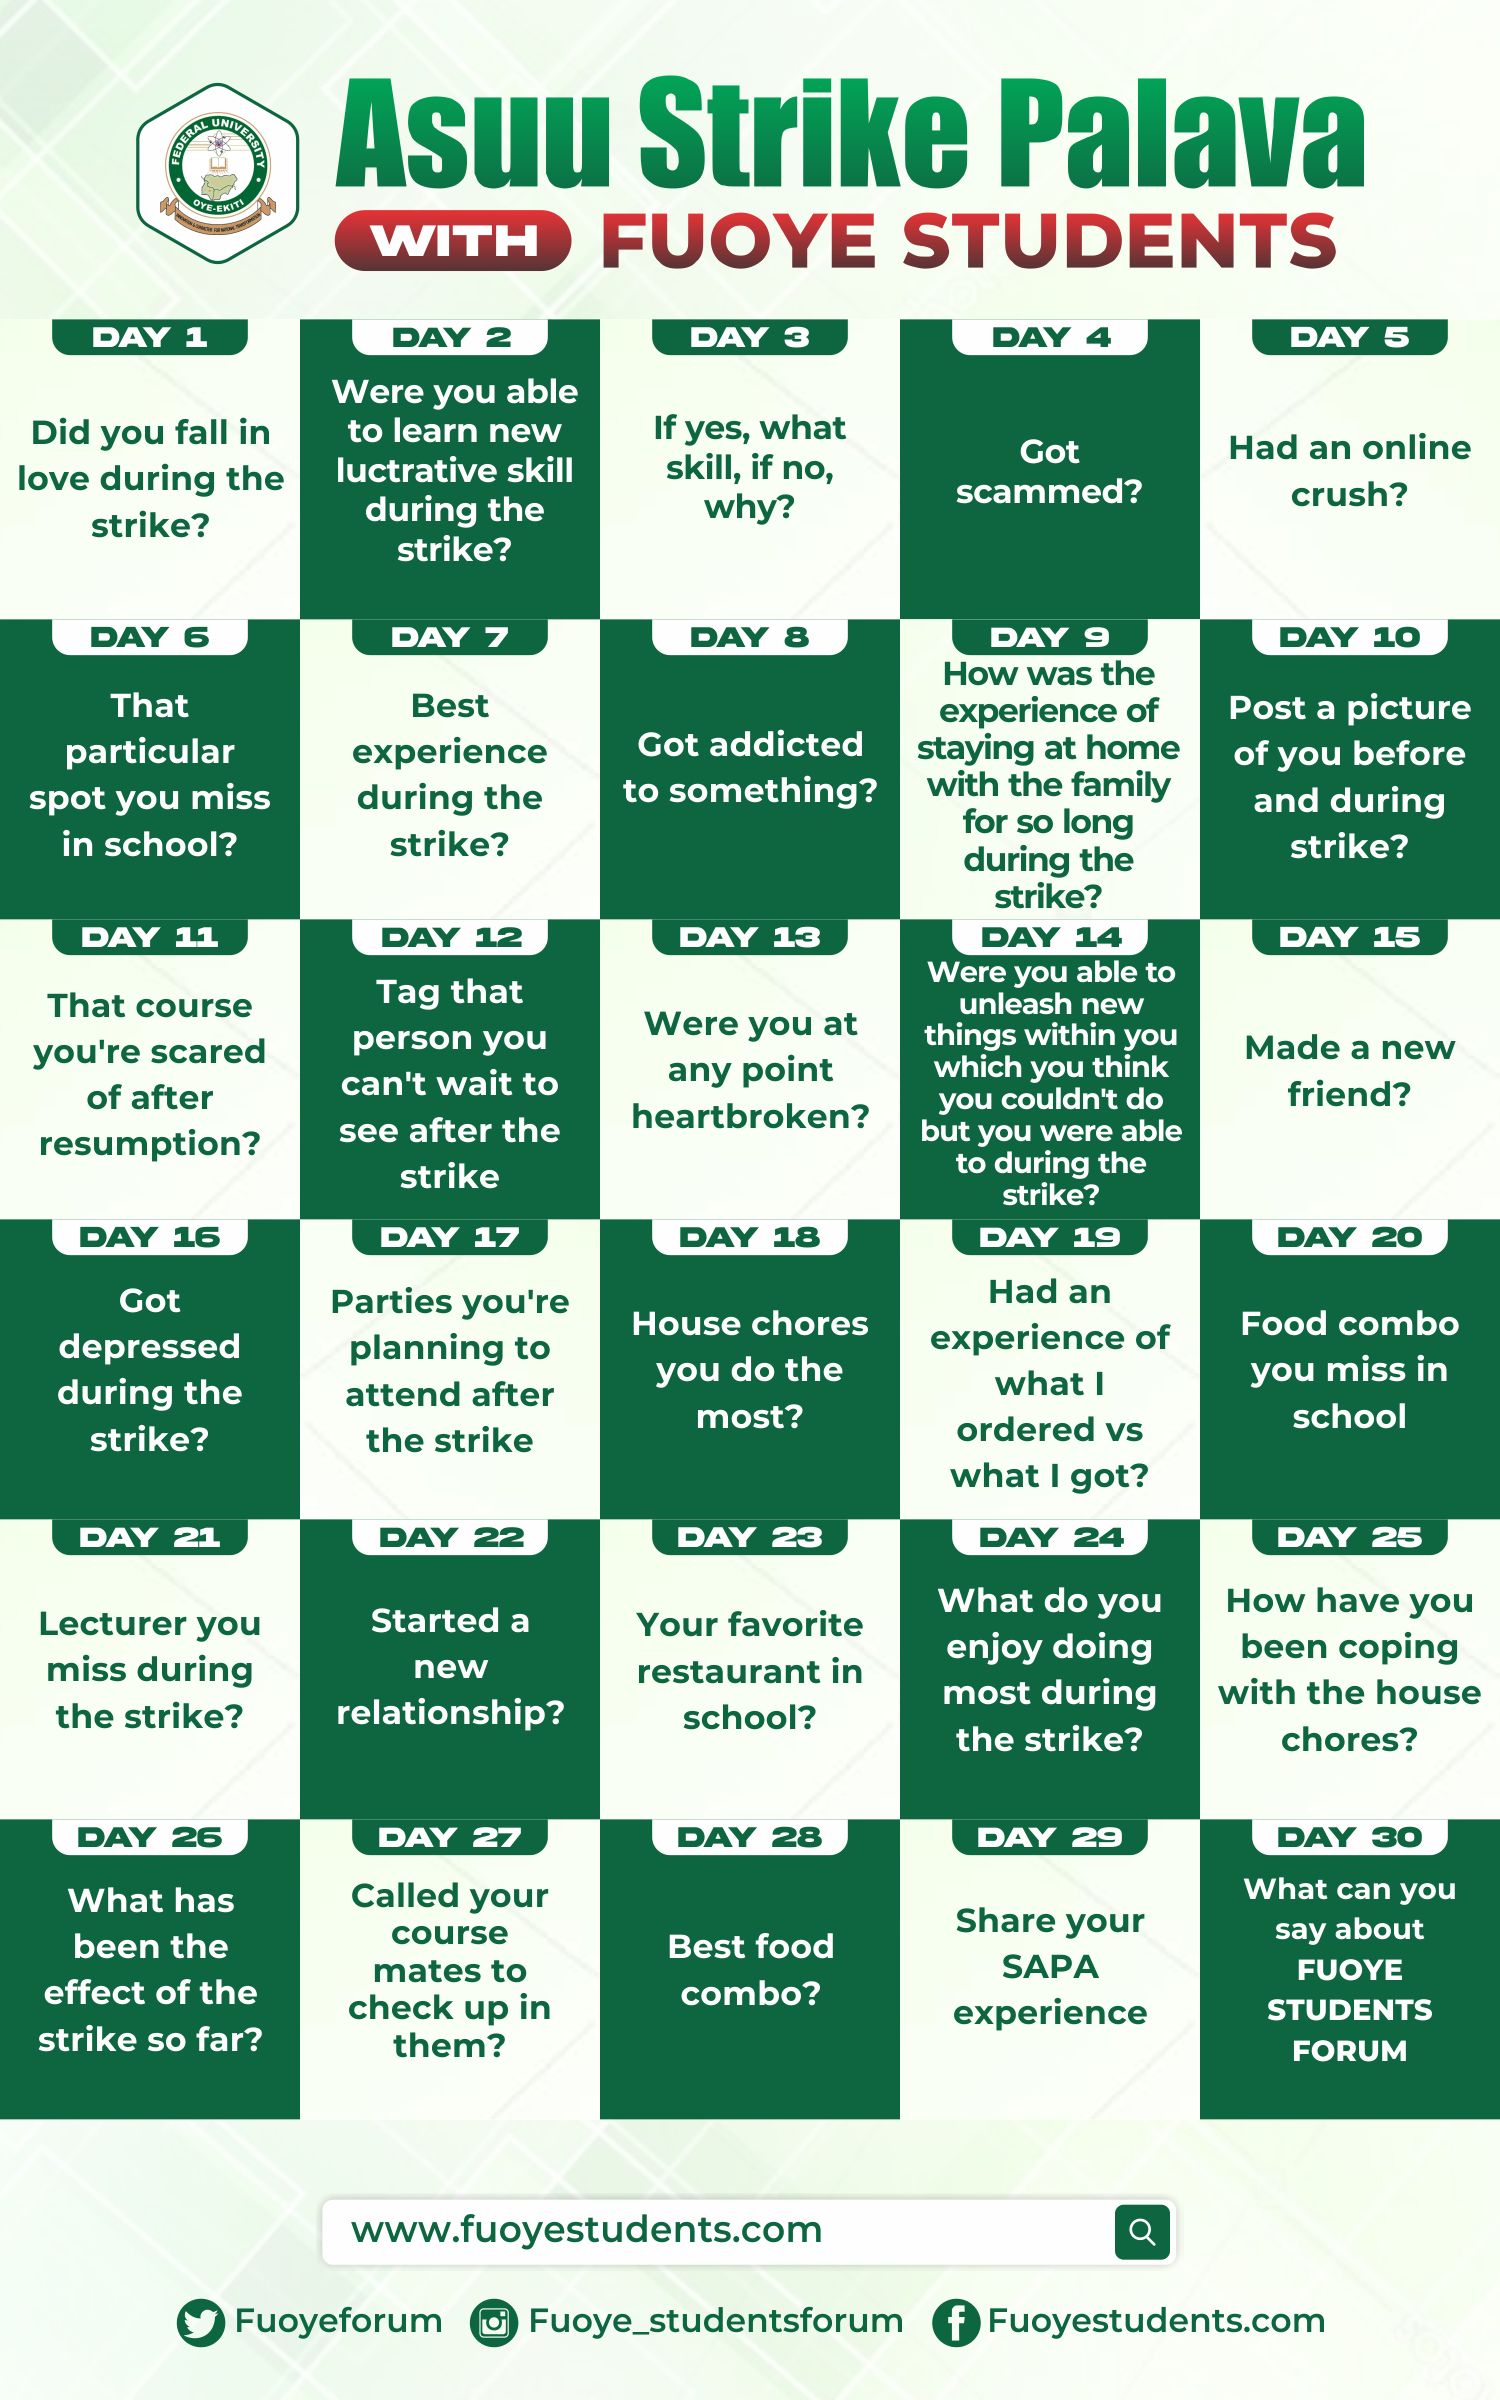 FEDERAL UNIVERSITY
OYE-EKITI
Asuu Strike Palava
WITH FUOYE STUDENTS
DAY 1
Did you fall in
love during the
strike?
DAY 2
Were you able
to learn new
luctrative skill
during the
strike?
DAY 3
If yes, what
skill, if no,
why?
DAY 4
Got
scammed?
DAY 5
Had an online
crush?
DAY 6
That
particular
spot you miss
in school?
DAY 7
Best
experience
during the
strike?
DAY 8
Got addicted
to something?
DAY 9
How was the
experience of
staying at home
with the family
for so long
during the
strike?
DAY 10
Post a picture
of you before
and during
strike?
DAY 11
That course
you're scared
of after
resumption?
DAY 12
Tag that
person you
can't wait to
see after the
strike
DAY 13
Were you at
any point
heartbroken?
DAY 14
Were you able to
unleash new
things within you
which you think
you couldn't do
but you were able
to during the
strike?
DAY 15
Made a new
friend?
DAY 16
Got
depressed
during the
strike?
DAY 17
Parties you're
planning to
attend after
the strike
DAY 18
House chores
you do the
most?
DAY 19
Had an
experience of
what I
ordered vs
what I got?
DAY 20
Food combo
you miss in
school
DAY 21
Lecturer you
miss during
the strike?
DAY 22
Started a
new
relationship?
DAY 23
Your favorite
restaurant in
school?
DAY 24
What do you
enjoy doing
most during
the strike?
DAY 25
How have you
been coping
with the house
chores?
DAY 26
What has
been the
effect of the
strike so far?
DAY 27
Called your
course
mates to
check up in
them?
DAY 28
Best food
combo?
DAY 29
Share your
SAPA
experience
DAY 30
What can you
say about
FUOYE
STUDENTS
FORUM
www.fuoyestudents.com
Fuoyeforum Fuoye_studentsforum Fuoyestudents.com